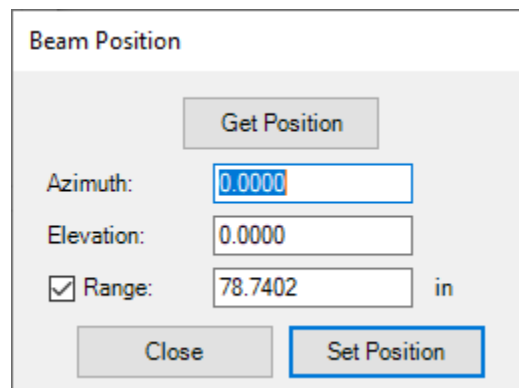 Beam Position
Get Position
Azimuth: 0.0000
Elevation: 0.0000
Range: 78.7402 in
Close Set Position